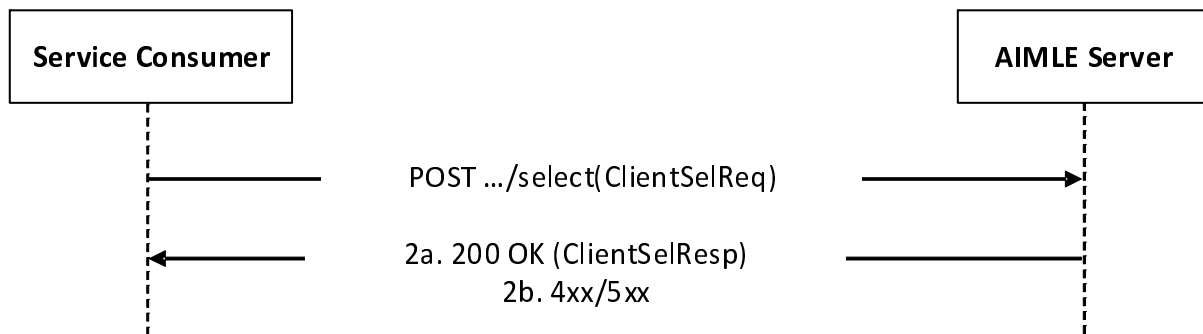 Service Consumer
AIMLE Server
POST .../select(ClientSelReq)
2a. 200 OK (ClientSelResp)
2b. 4xx/5xx